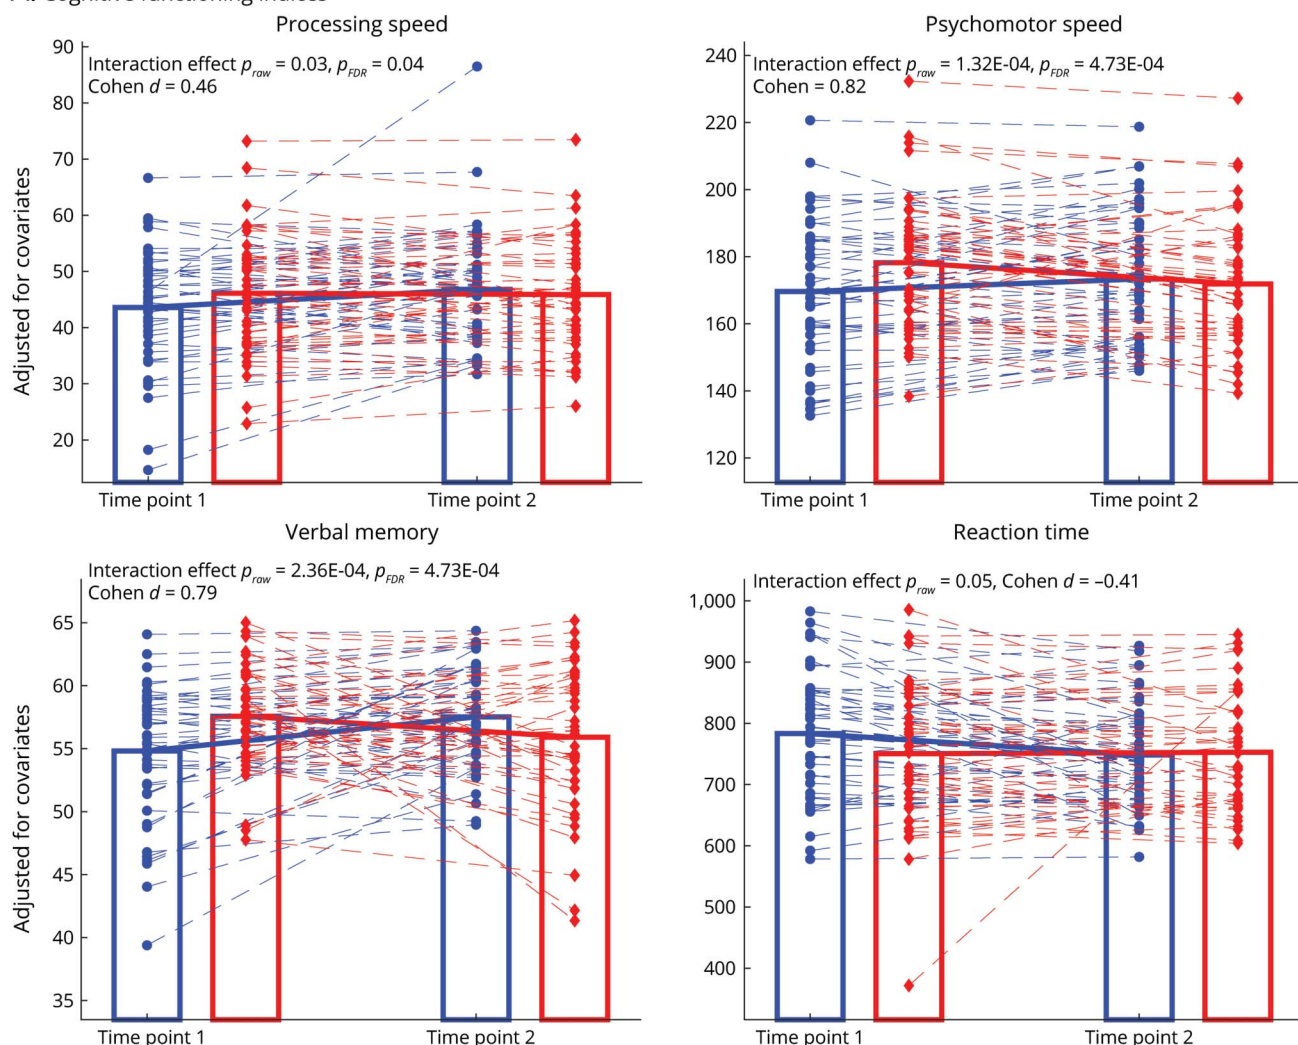 Cognitive functioning indices
Processing speed
Interaction effect p_raw = 0.03, p_FDR = 0.04
Cohen d = 0.46
Adjusted for covariates
90
80
70
60
50
40
30
20
Time point 1
Time point 2
Psychomotor speed
Interaction effect p_raw = 1.32E-04, p_FDR = 4.73E-04
Cohen = 0.82
240
220
200
180
160
140
120
Time point 1
Time point 2
Verbal memory
Interaction effect p_raw = 2.36E-04, p_FDR = 4.73E-04
Cohen d = 0.79
Adjusted for covariates
65
60
55
50
45
40
35
Time point 1
Time point 2
Reaction time
Interaction effect p_raw = 0.05, Cohen d = –0.41
1,000
900
800
700
600
500
400
Time point 1
Time point 2